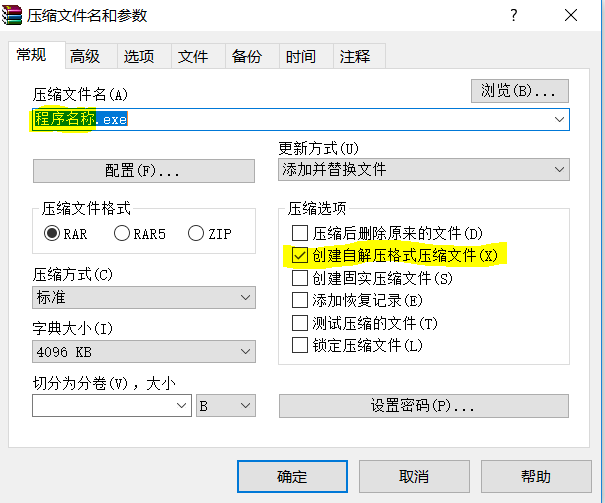 压缩文件名和参数
常规 高级 选项 文件 备份 时间 注释
压缩文件名(A)
浏览(B)...
程序名称.exe
配置(F)...
更新方式(U)
添加并替换文件
压缩文件格式
RAR RAR5 ZIP
压缩选项
压缩后删除原来的文件(D)
创建自解压格式压缩文件(X)
创建固实压缩文件(S)
添加恢复记录(E)
测试压缩的文件(T)
锁定压缩文件(L)
压缩方式(C)
标准
字典大小(I)
4096 KB
切分为分卷(V)，大小
B
设置密码(P)...
确定 取消 帮助